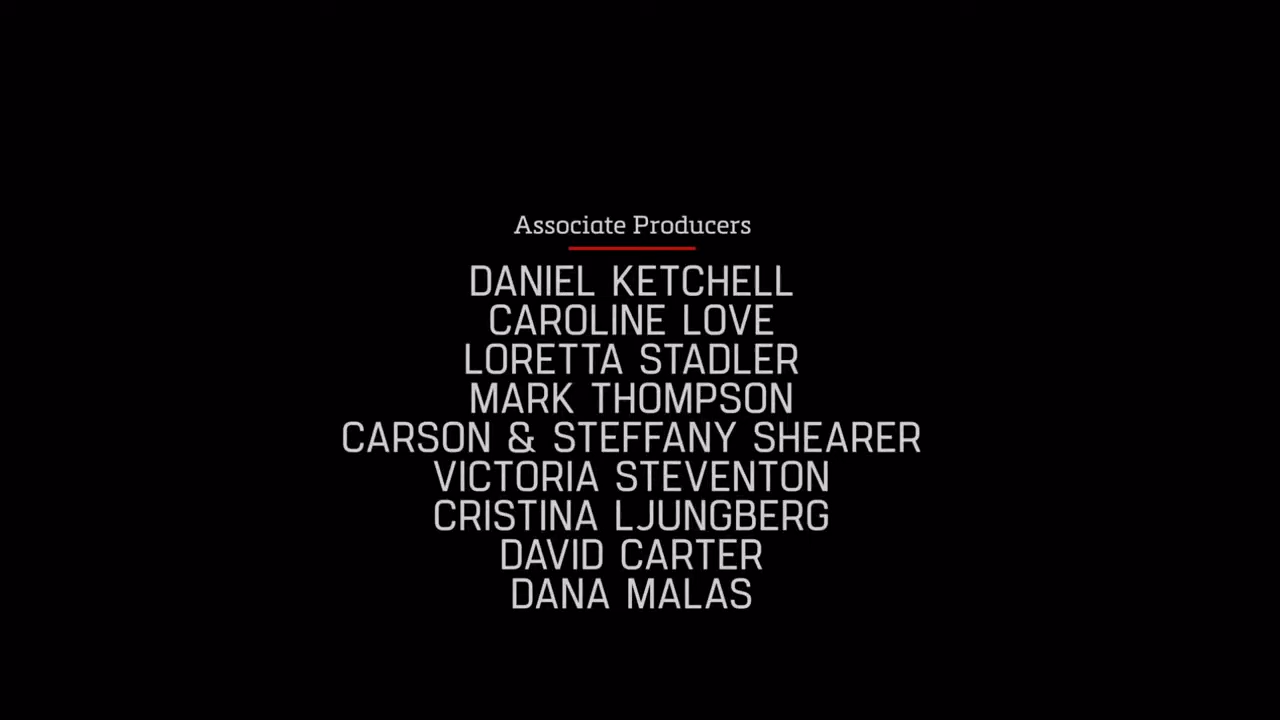 Associate Producers
DANIEL KETCHELL
CAROLINE LOVE
LORETTA STADLER
MARK THOMPSON
CARSON & STEFFANY SHEARER
VICTORIA STEVENTON
CRISTINA LJUNGBERG
DAVID CARTER
DANA MALAS